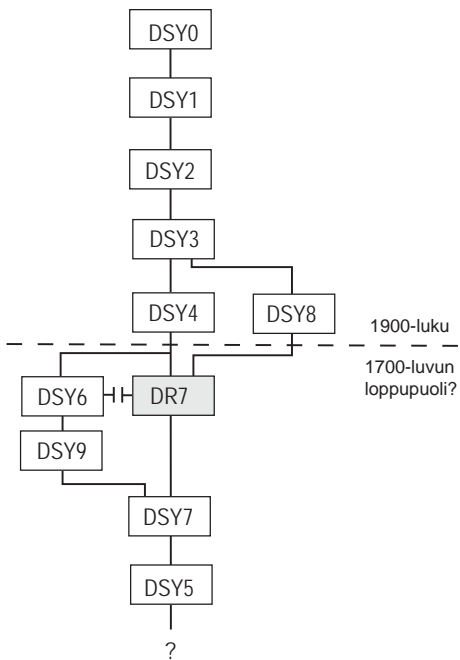 DSY0
DSY1
DSY2
DSY3
DSY4
DSY8
1900-luku
1700-luvun
loppupuoli?
DSY6
DR7
DSY9
DSY7
DSY5
?